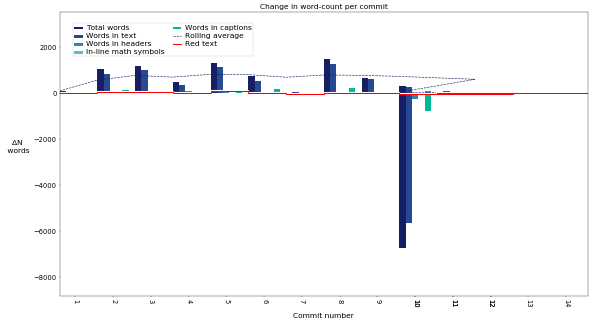 Change in word-count per commit
Total words
Words in text
Words in headers
in-line math symbols
Words in captions
Rolling average
Red text
2000
0
−2000
−4000
−6000
−8000
ΔN
words
1 2 3 4 5 6 7 8 9 10 11 12 13 14
Commit number